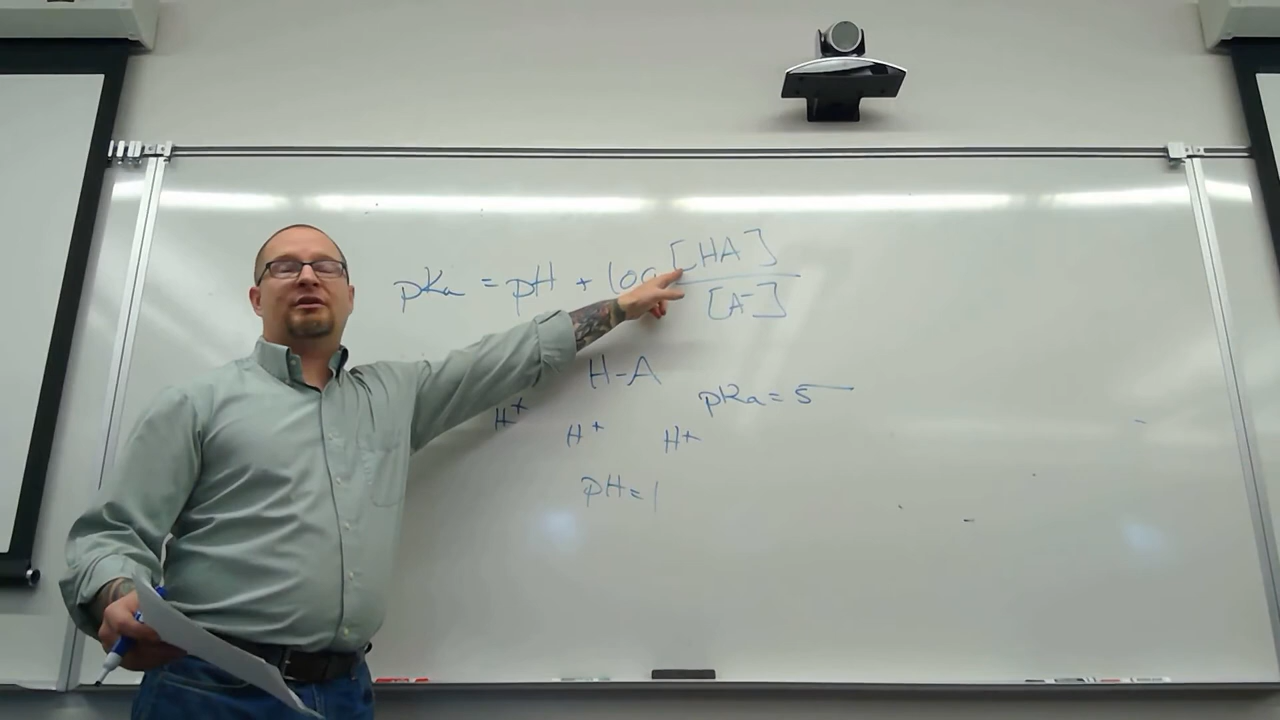 pKa = pH + log [HA]
[A-]
H-A
pKa = 5
H+ H+ H+
pH = 1